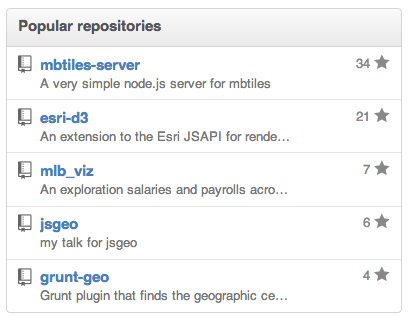 Popular repositories
mbtiles-server 34
A very simple node.js server for mbtiles
esri-d3 21
An extension to the Esri JSAPI for rende…
mlb_viz 7
An exploration salaries and payrolls acro…
jsgeo 6
my talk for jsgeo
grunt-geo 4
Grunt plugin that finds the geographic ce…